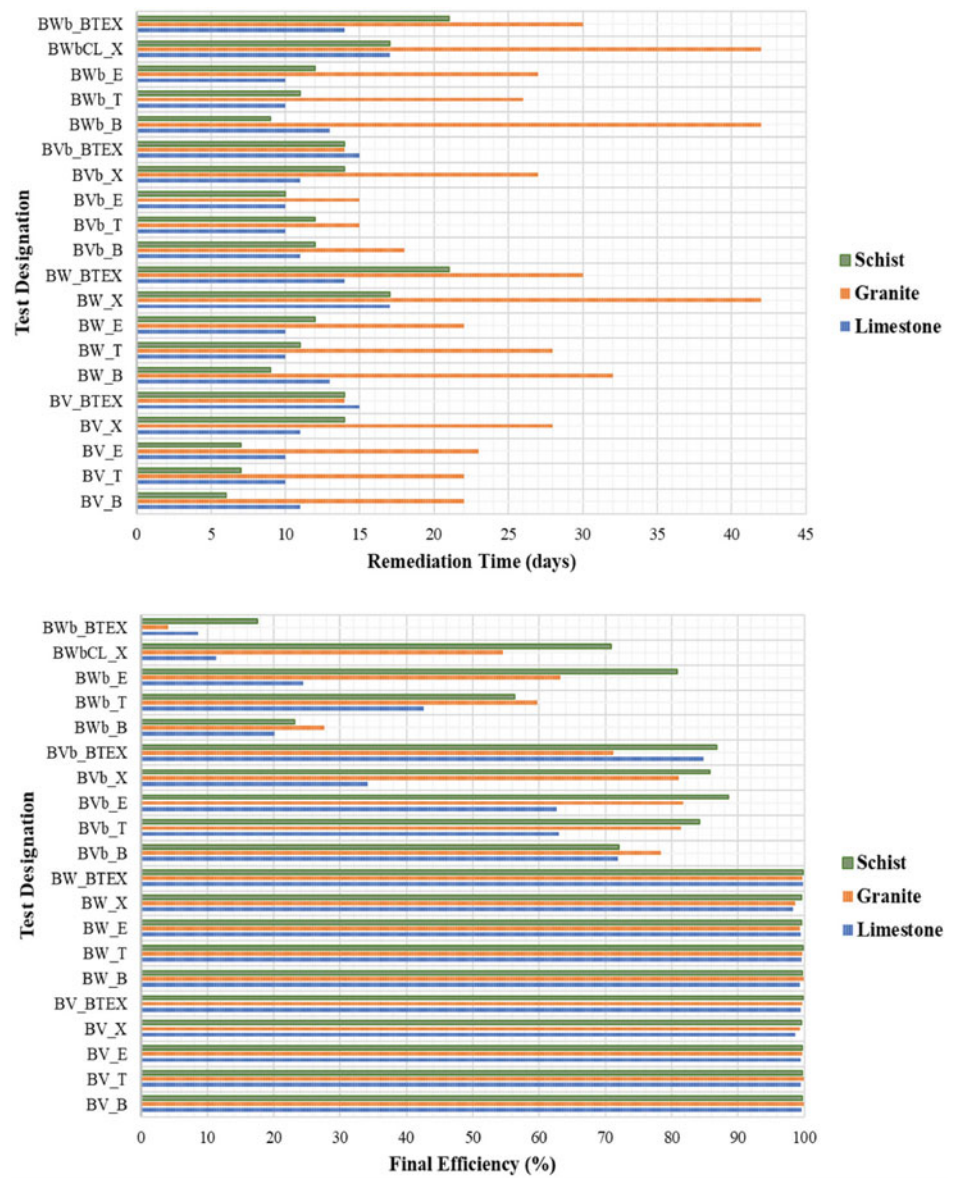 BWb_BTEX
BWbCL_X
BWb_E
BWb_T
BWb_B
BVb_BTEX
BVb_X
BVb_E
BVb_T
BVb_B
BW_BTEX
BW_X
BW_E
BW_T
BW_B
BV_BTEX
BV_X
BV_E
BV_T
BV_B
Test Designation
0 5 10 15 20 25 30 35 40 45
Remediation Time (days)
Schist
Granite
Limestone
BWb_BTEX
BWbCL_X
BWb_E
BWb_T
BWb_B
BVb_BTEX
BVb_X
BVb_E
BVb_T
BVb_B
BW_BTEX
BW_X
BW_E
BW_T
BW_B
BV_BTEX
BV_X
BV_E
BV_T
BV_B
Test Designation
0 10 20 30 40 50 60 70 80 90 100
Final Efficiency (%)
Schist
Granite
Limestone